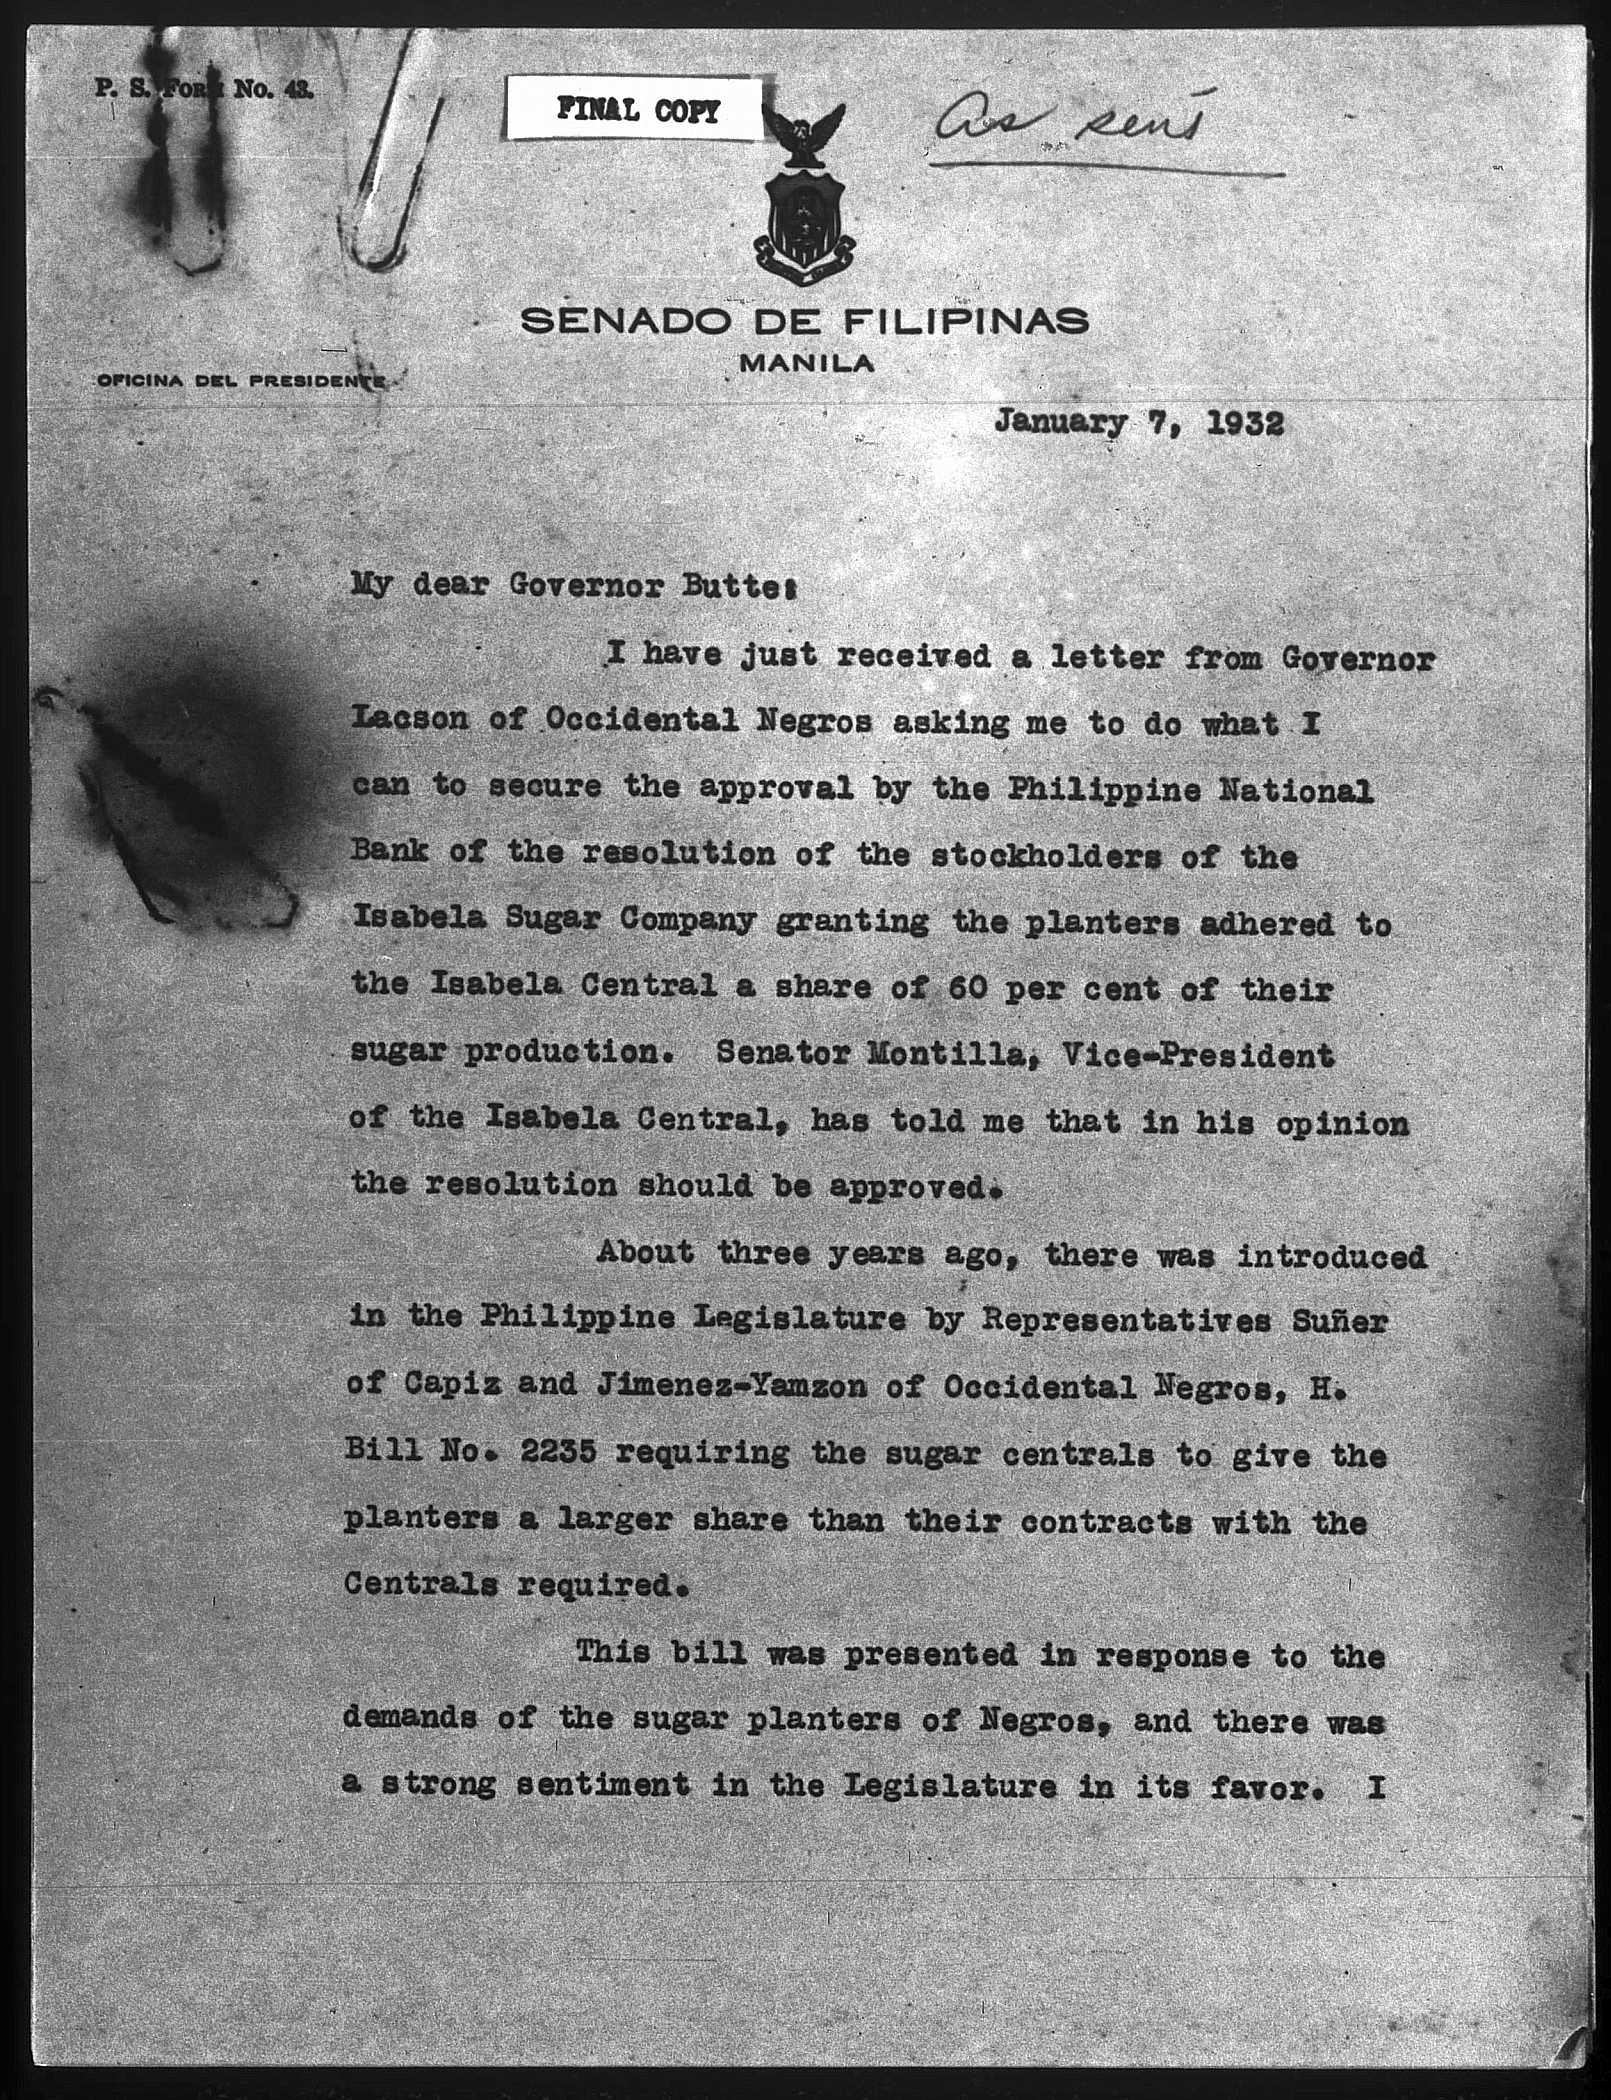 P. S. FORM No. 43.
FINAL COPY
As sent
SENADO DE FILIPINAS
MANILA
OFICINA DEL PRESIDENTE
January 7, 1932
My dear Governor Butte:
I have just received a letter from Governor
Lacson of Occidental Negros asking me to do what I
can to secure the approval by the Philippine National
Bank of the resolution of the stockholders of the
Isabela Sugar Company granting the planters adhered to
the Isabela Central a share of 60 per cent of their
sugar production. Senator Montilla, Vice-President
of the Isabela Central, has told me that in his opinion
the resolution should be approved.
About three years ago, there was introduced
in the Philippine Legislature by Representatives Suñer
of Capiz and Jimenez-Yamzon of Occidental Negros, H.
Bill No. 2235 requiring the sugar centrals to give the
planters a larger share than their contracts with the
Centrals required.
This bill was presented in response to the
demands of the sugar planters of Negros, and there was
a strong sentiment in the Legislature in its favor. I